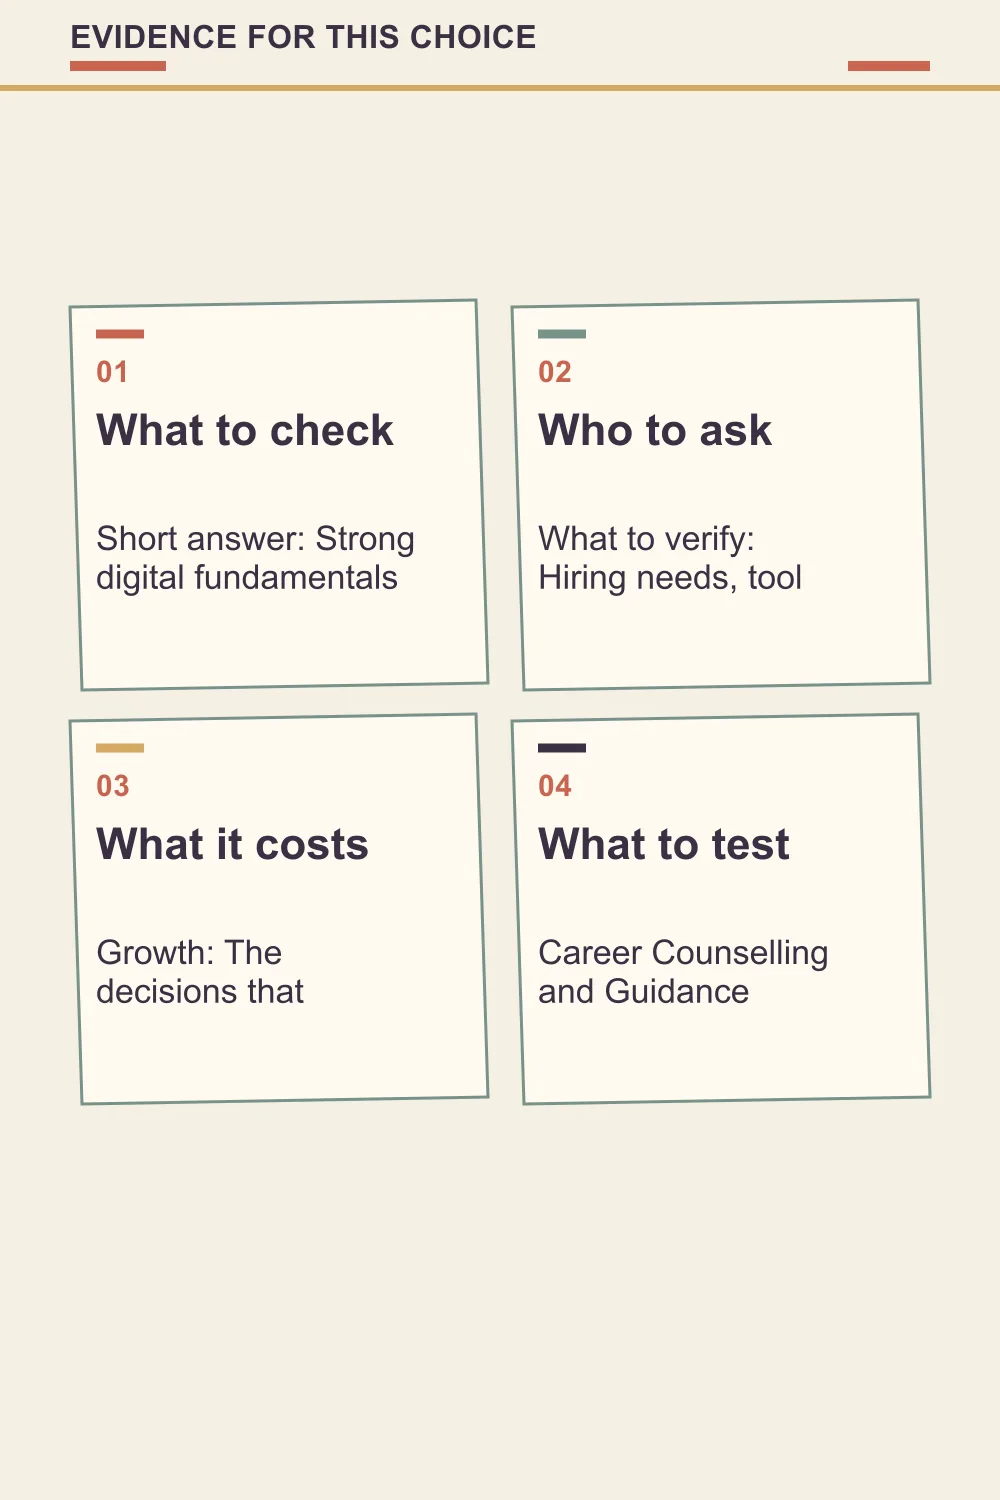 EVIDENCE FOR THIS CHOICE
01
What to check
Short answer: Strong
digital fundamentals
02
Who to ask
What to verify:
Hiring needs, tool
03
What it costs
Growth: The
decisions that
04
What to test
Career Counselling
and Guidance